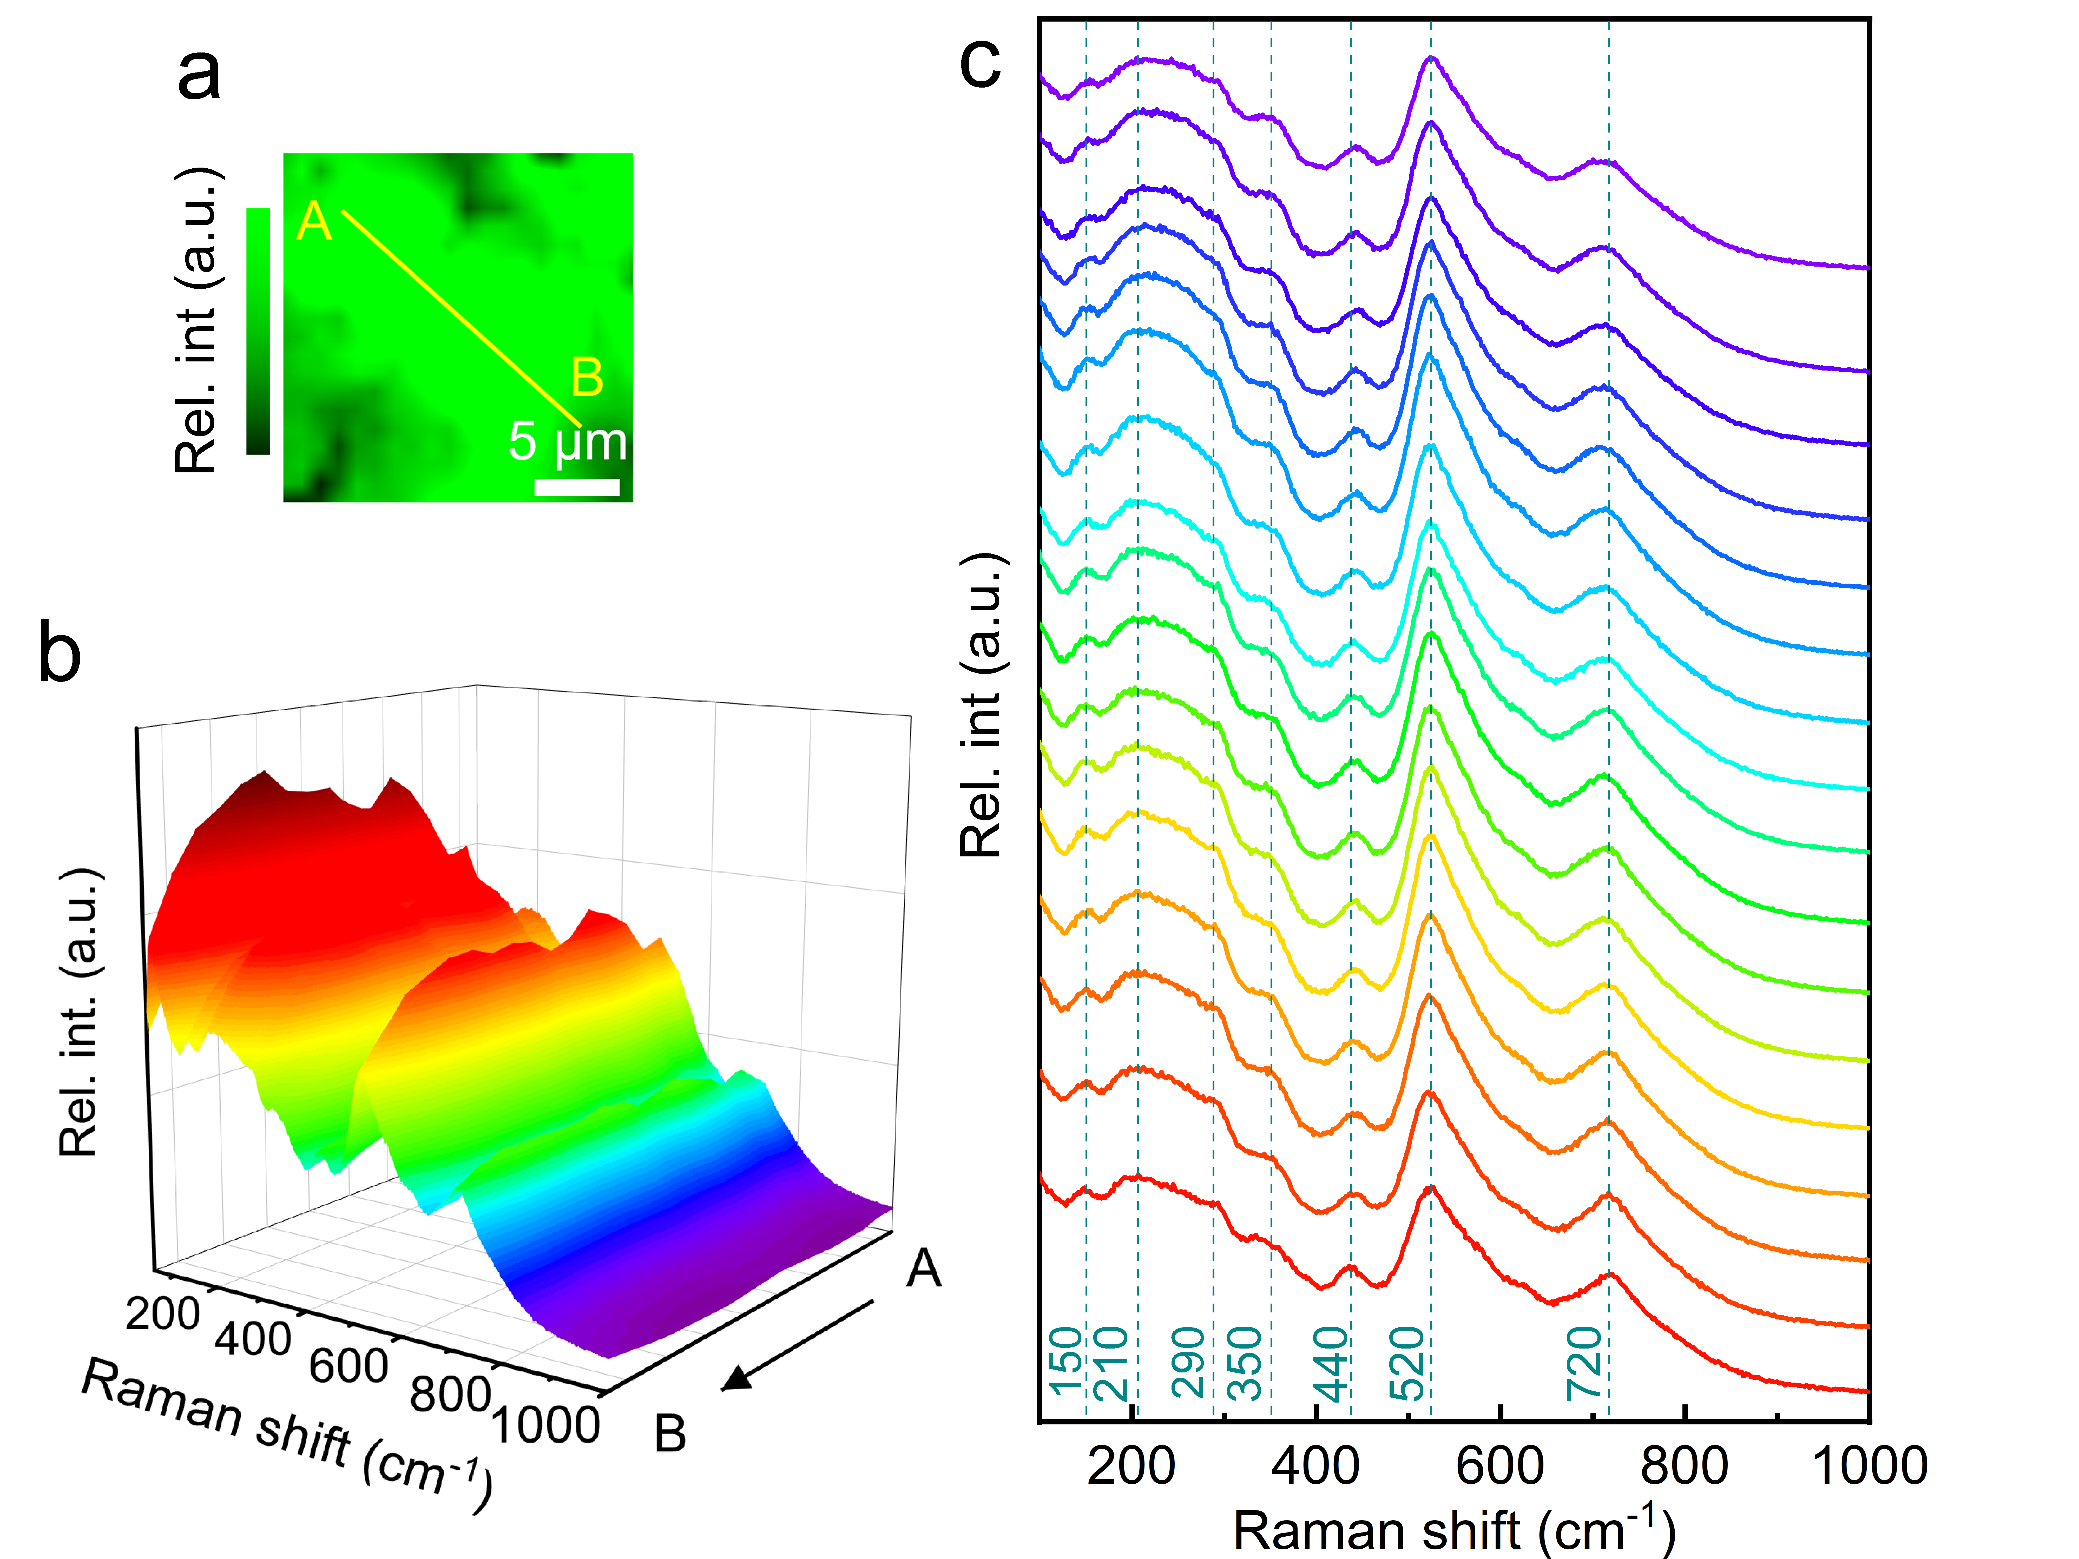 a
Rel. int (a.u.)
A
B
5 μm
b
Rel. int. (a.u.)
200
400
600
800
1000
Raman shift (cm⁻¹)
A
B
c
Rel. int (a.u.)
150
210
290
350
440
520
720
200
400
600
800
1000
Raman shift (cm⁻¹)